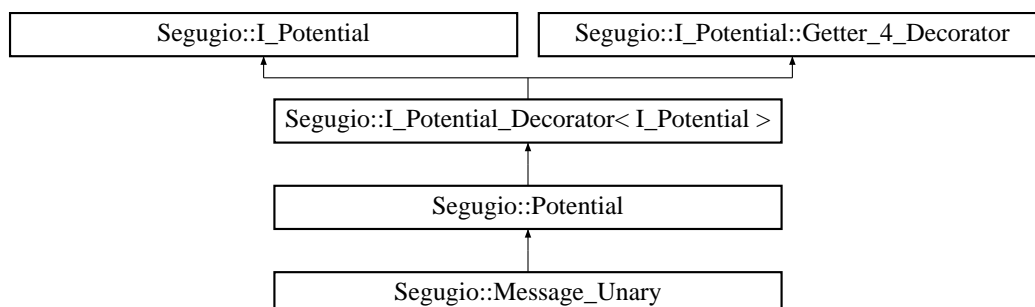 Segugio::I_Potential
Segugio::I_Potential::Getter_4_Decorator
Segugio::I_Potential_Decorator< I_Potential >
Segugio::Potential
Segugio::Message_Unary